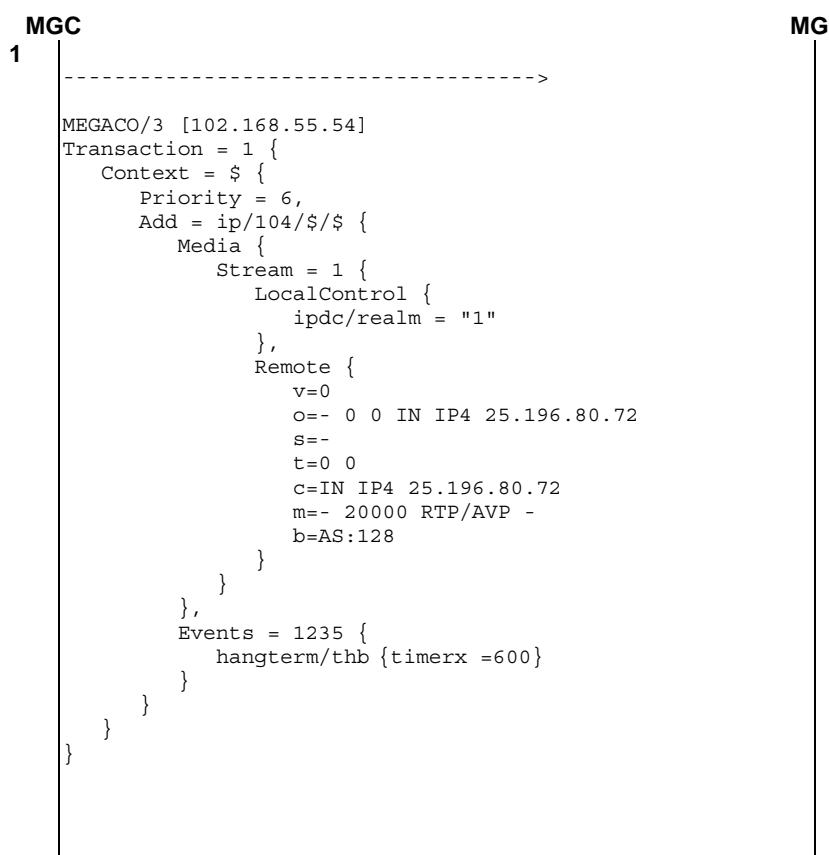 MGC MG
1
------------------------------------->
MEGACO/3 [102.168.55.54]
Transaction = 1 {
   Context = $ {
      Priority = 6,
      Add = ip/104/$/$ {
         Media {
            Stream = 1 {
               LocalControl {
                  ipdc/realm = "1"
               },
               Remote {
                  v=0
                  o=- 0 0 IN IP4 25.196.80.72
                  s=-
                  t=0 0
                  c=IN IP4 25.196.80.72
                  m=- 20000 RTP/AVP -
                  b=AS:128
               }
            }
         },
         Events = 1235 {
            hangterm/thb {timerx =600}
         }
      }
   }
}